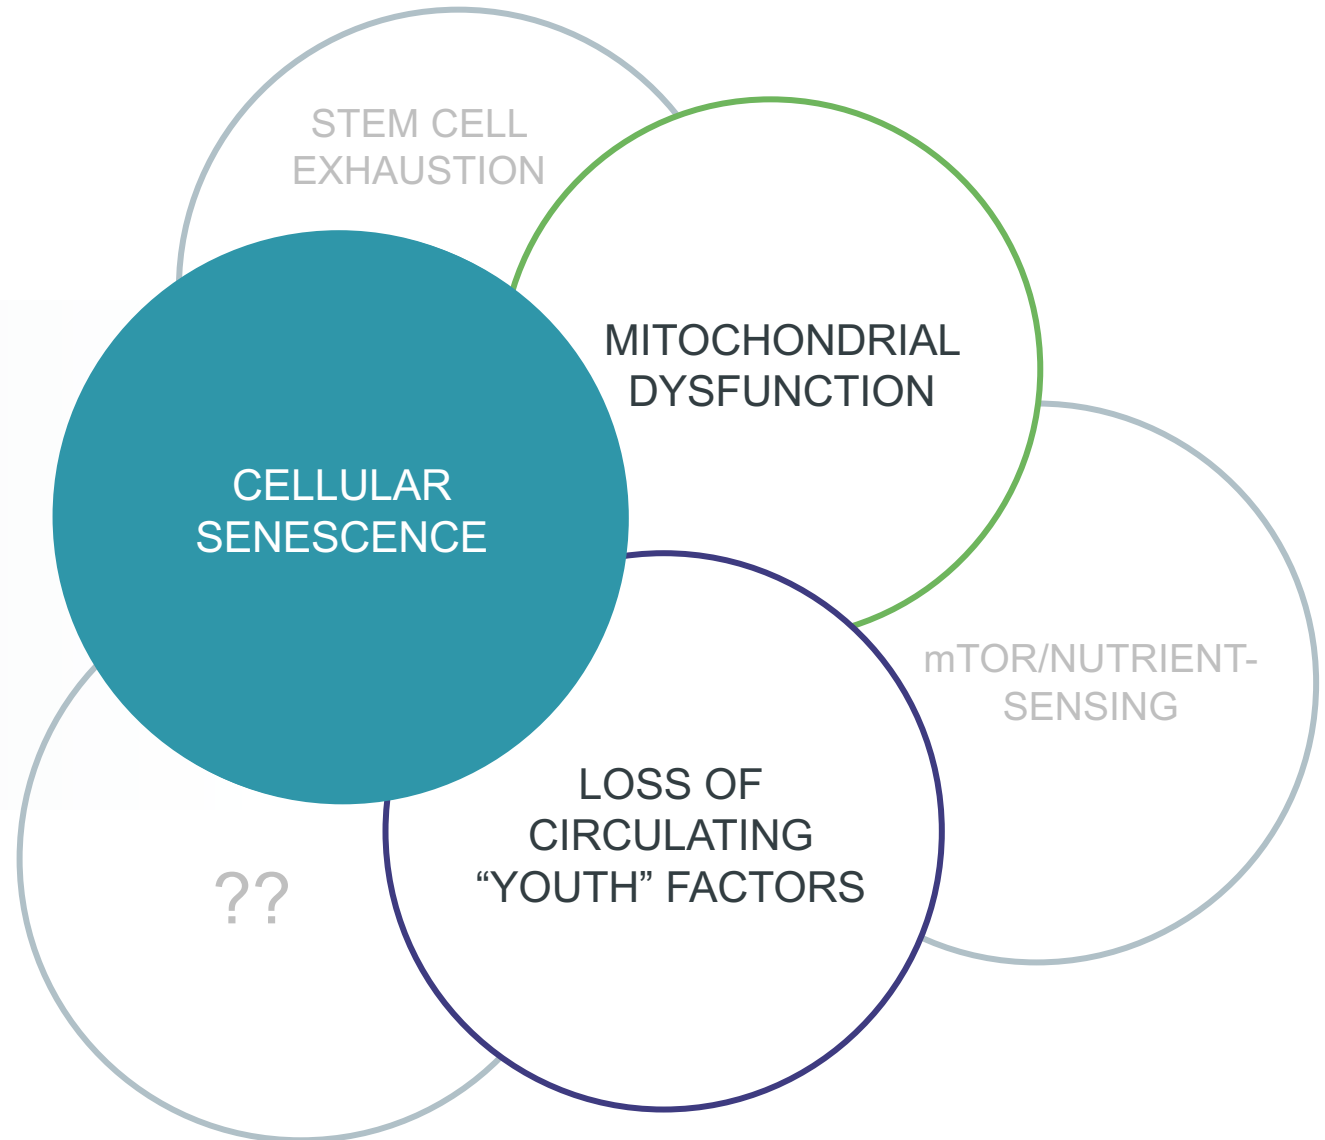 STEM CELL
EXHAUSTION
MITOCHONDRIAL
DYSFUNCTION
CELLULAR
SENESCENCE
mTOR/NUTRIENT-
SENSING
LOSS OF
CIRCULATING
“YOUTH” FACTORS
??